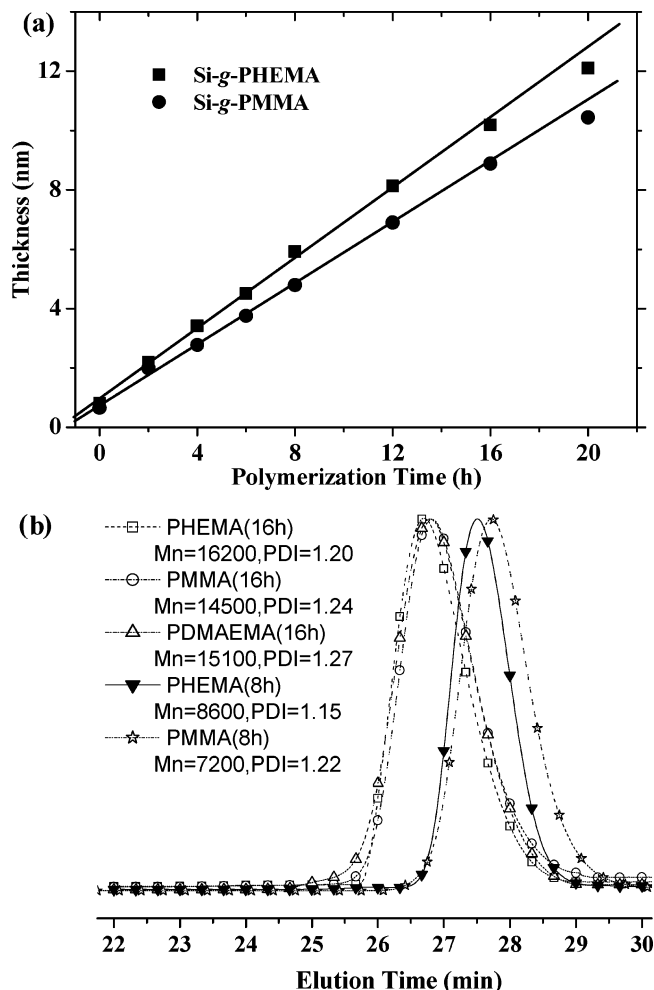 (a)
Si-g-PHEMA
Si-g-PMMA
Thickness (nm)
12
8
4
0
0 4 8 12 16 20
Polymerization Time (h)
(b)
PHEMA(16h)
Mn=16200,PDI=1.20
PMMA(16h)
Mn=14500,PDI=1.24
PDMAEMA(16h)
Mn=15100,PDI=1.27
PHEMA(8h)
Mn=8600,PDI=1.15
PMMA(8h)
Mn=7200,PDI=1.22
22 23 24 25 26 27 28 29 30
Elution Time (min)